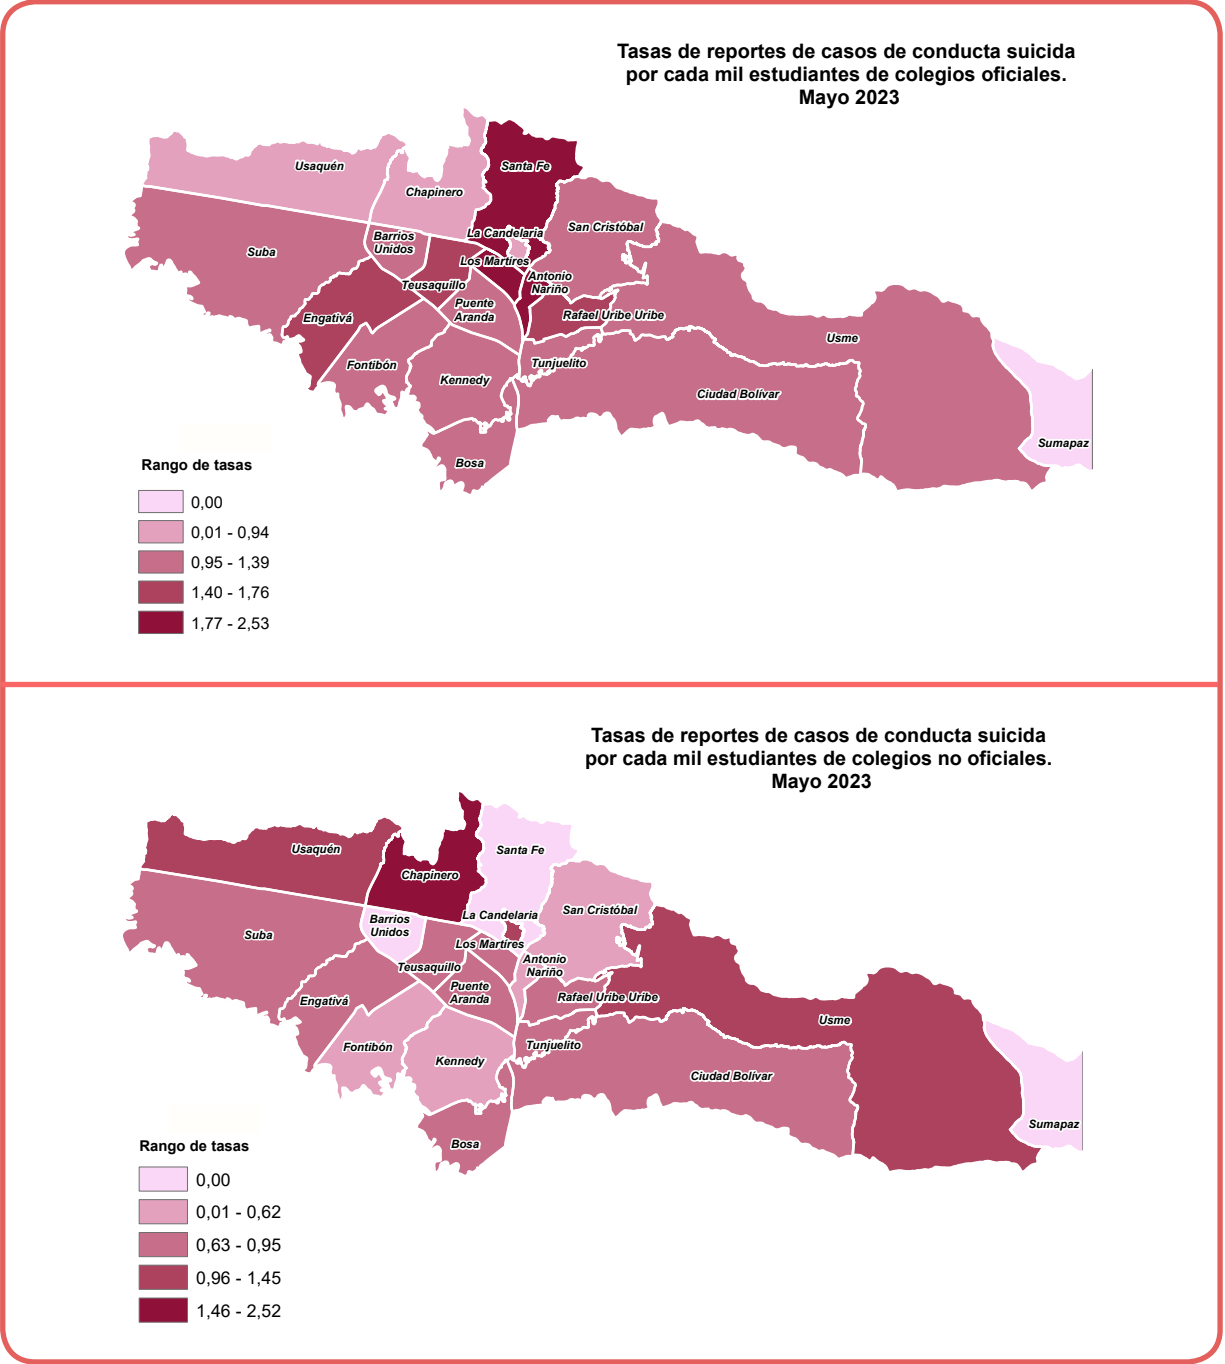 Tasas de reportes de casos de conducta suicida
por cada mil estudiantes de colegios oficiales.
Mayo 2023
Usaquén
Santa Fe
Chapinero
San Cristóbal
La Candelaria
Barrios
Unidos
Suba
Los Martires
Antonio
Nariño
Teusaquillo
Puente
Aranda
Rafael Uribe Uribe
Engativá
Usme
Fontibón
Tunjuelito
Kennedy
Ciudad Bolívar
Sumapaz
Bosa
Rango de tasas
0,00
0,01 - 0,94
0,95 - 1,39
1,40 - 1,76
1,77 - 2,53
Tasas de reportes de casos de conducta suicida
por cada mil estudiantes de colegios no oficiales.
Mayo 2023
Usaquén
Santa Fe
Chapinero
San Cristóbal
La Candelaria
Barrios
Unidos
Suba
Los Martires
Antonio
Nariño
Teusaquillo
Puente
Aranda
Rafael Uribe Uribe
Engativá
Usme
Fontibón
Tunjuelito
Kennedy
Ciudad Bolívar
Sumapaz
Bosa
Rango de tasas
0,00
0,01 - 0,62
0,63 - 0,95
0,96 - 1,45
1,46 - 2,52